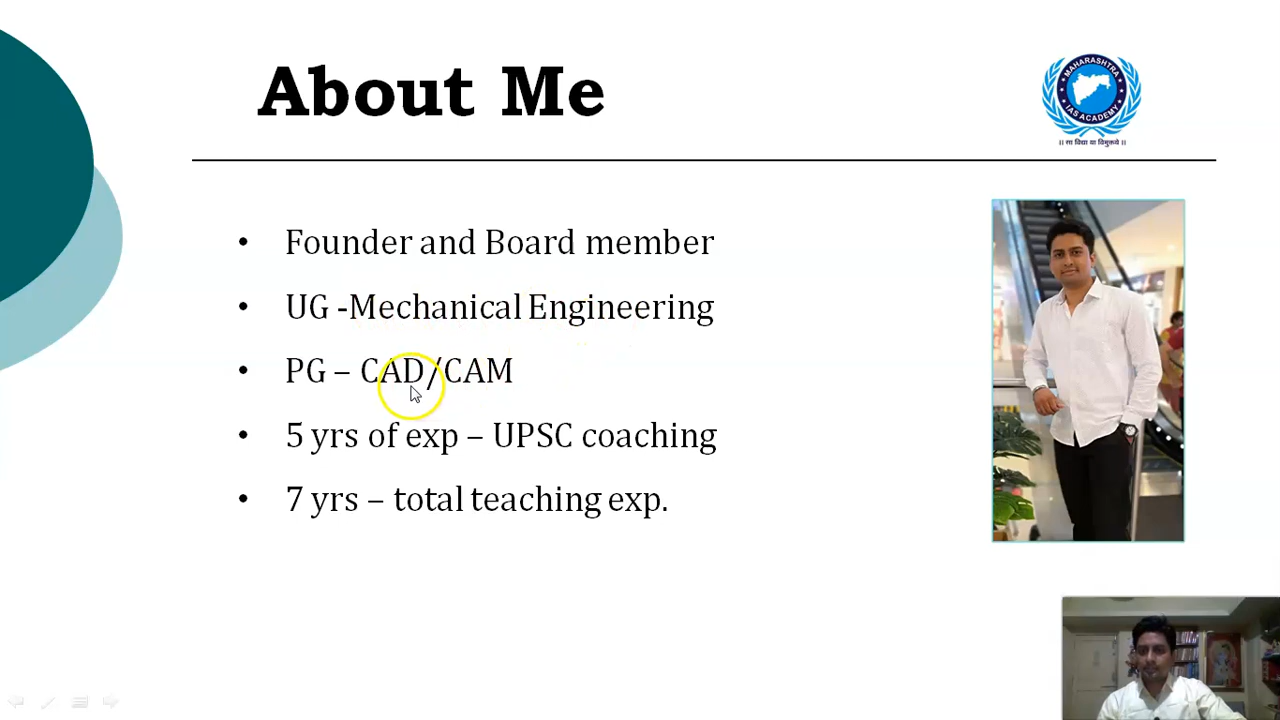 About Me
MAHARASHTRA
IAS ACADEMY
॥ सा विद्या या विमुक्तये ॥
• Founder and Board member
• UG -Mechanical Engineering
• PG – CAD/CAM
• 5 yrs of exp – UPSC coaching
• 7 yrs – total teaching exp.